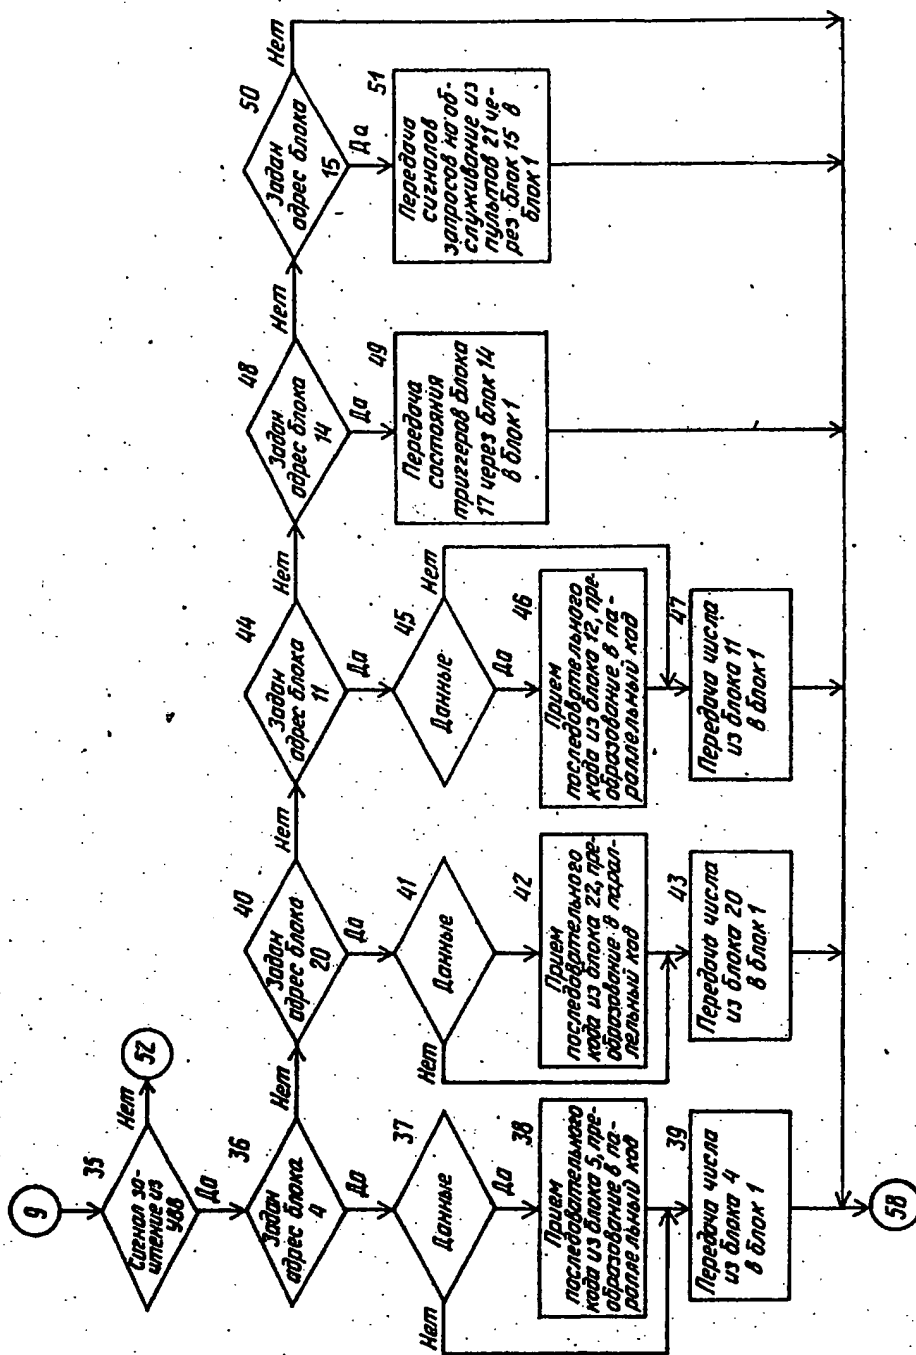 9
35
Сигнал за-
чтение из
УВВ
Нет
52
Да
36
Задан
адрес блока
4
Нет
Да
37
Данные
Нет
Да
38
Прием
последовательного
кода из блока 5, пре-
образование в па-
раллельный код
39
Передача числа
из блока 4
в блок 1
58
40
Задан
адрес блока
20
Нет
Да
41
Данные
Нет
42
Прием
последовательного
кода из блока 22, пре-
образование в парал-
лельный код
43
Передача числа
из блока 20
в блок 1
44
Задан
адрес блока
11
Нет
Да
45
Данные
Нет
Да
46
Прием
последовательного
кода из блока 12, пре-
образование в па-
раллельный код
47
Передача числа
из блока 11
в блок 1
48
Задан
адрес блока
14
Нет
Да
49
Передача
состояния
триггеров блока
17 через блок 14
в блок 1
50
Задан
адрес блока
15
Нет
Да
51
Передача
сигналов
запросов на об-
служивание из
пультов 21 че-
рез блок 15 в
блок 1